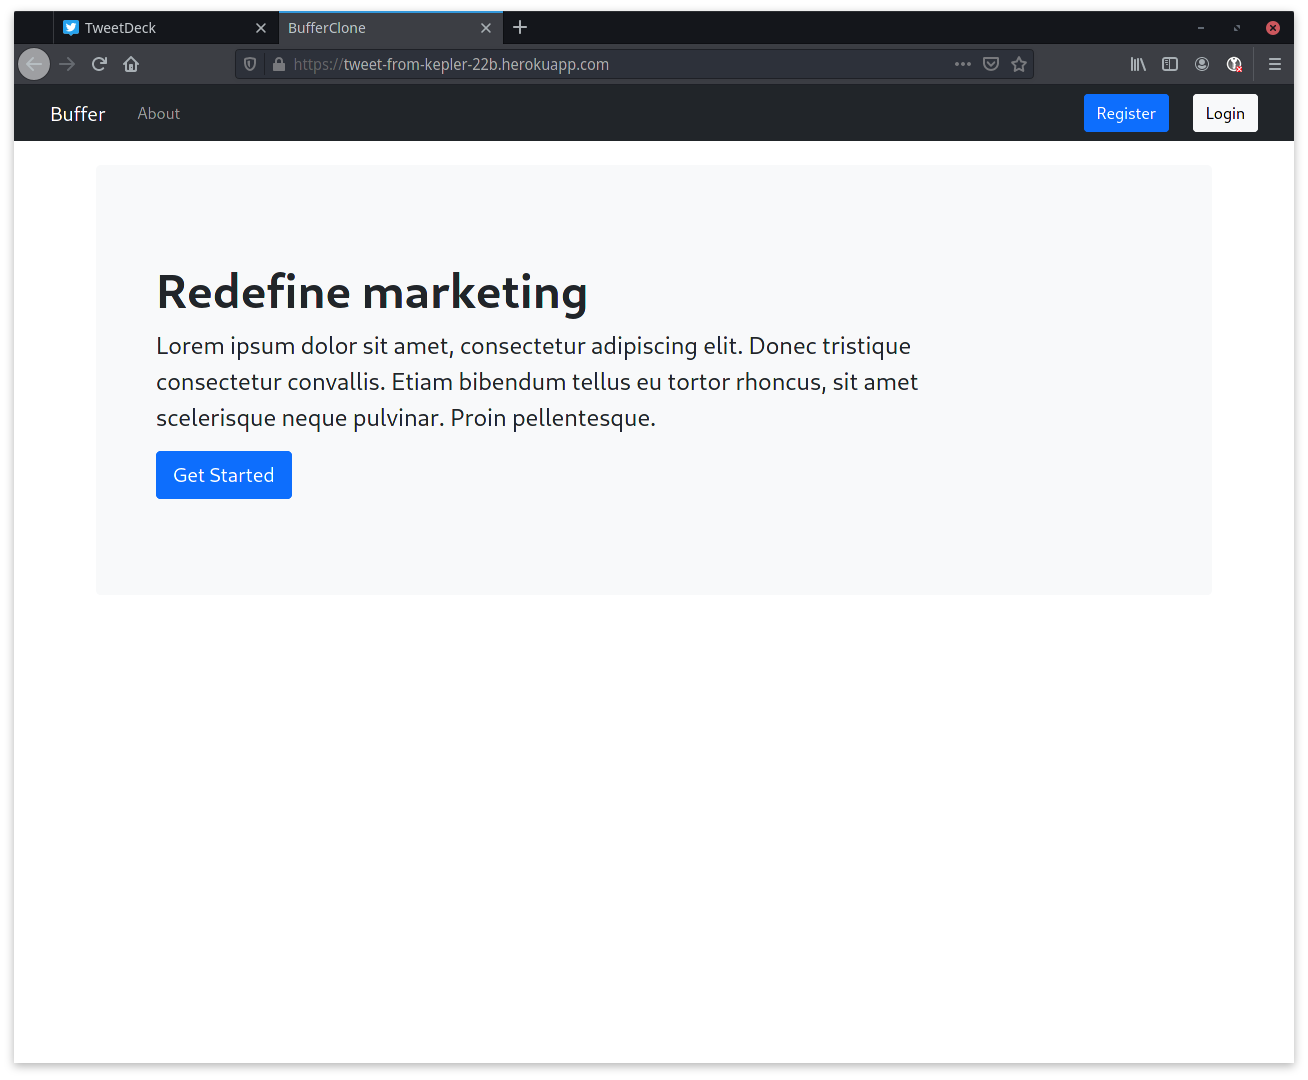 TweetDeck
BufferClone
https://tweet-from-kepler-22b.herokuapp.com
Buffer
About
Register
Login
Redefine marketing
Lorem ipsum dolor sit amet, consectetur adipiscing elit. Donec tristique
consectetur convallis. Etiam bibendum tellus eu tortor rhoncus, sit amet
scelerisque neque pulvinar. Proin pellentesque.
Get Started